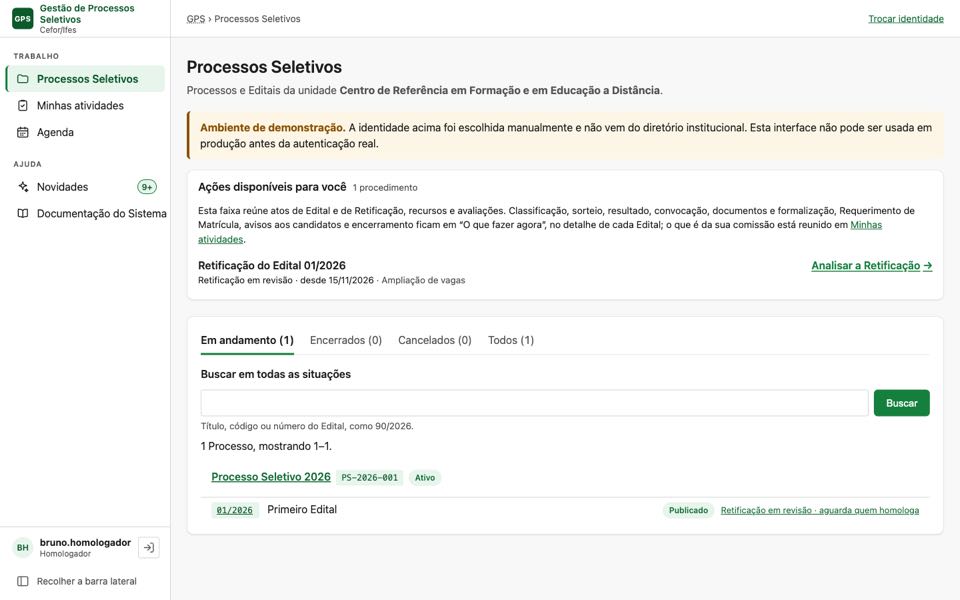 GPS
Gestão de Processos
Seletivos
Cefor/Ifes
GPS › Processos Seletivos
Trocar identidade
TRABALHO
Processos Seletivos
Minhas atividades
Agenda
AJUDA
Novidades
9+
Documentação do Sistema
Processos Seletivos
Processos e Editais da unidade Centro de Referência em Formação e em Educação a Distância.
Ambiente de demonstração. A identidade acima foi escolhida manualmente e não vem do diretório institucional. Esta interface não pode ser usada em
produção antes da autenticação real.
Ações disponíveis para você 1 procedimento
Esta faixa reúne atos de Edital e de Retificação, recursos e avaliações. Classificação, sorteio, resultado, convocação, documentos e formalização, Requerimento de
Matrícula, avisos aos candidatos e encerramento ficam em “O que fazer agora”, no detalhe de cada Edital; o que é da sua comissão está reunido em Minhas
atividades.
Retificação do Edital 01/2026
Analisar a Retificação →
Retificação em revisão · desde 15/11/2026 · Ampliação de vagas
Em andamento (1) Encerrados (0) Cancelados (0) Todos (1)
Buscar em todas as situações
Buscar
Título, código ou número do Edital, como 90/2026.
1 Processo, mostrando 1–1.
Processo Seletivo 2026 PS-2026-001 Ativo
01/2026 Primeiro Edital Publicado Retificação em revisão · aguarda quem homologa
BH
bruno.homologador
Homologador
Recolher a barra lateral